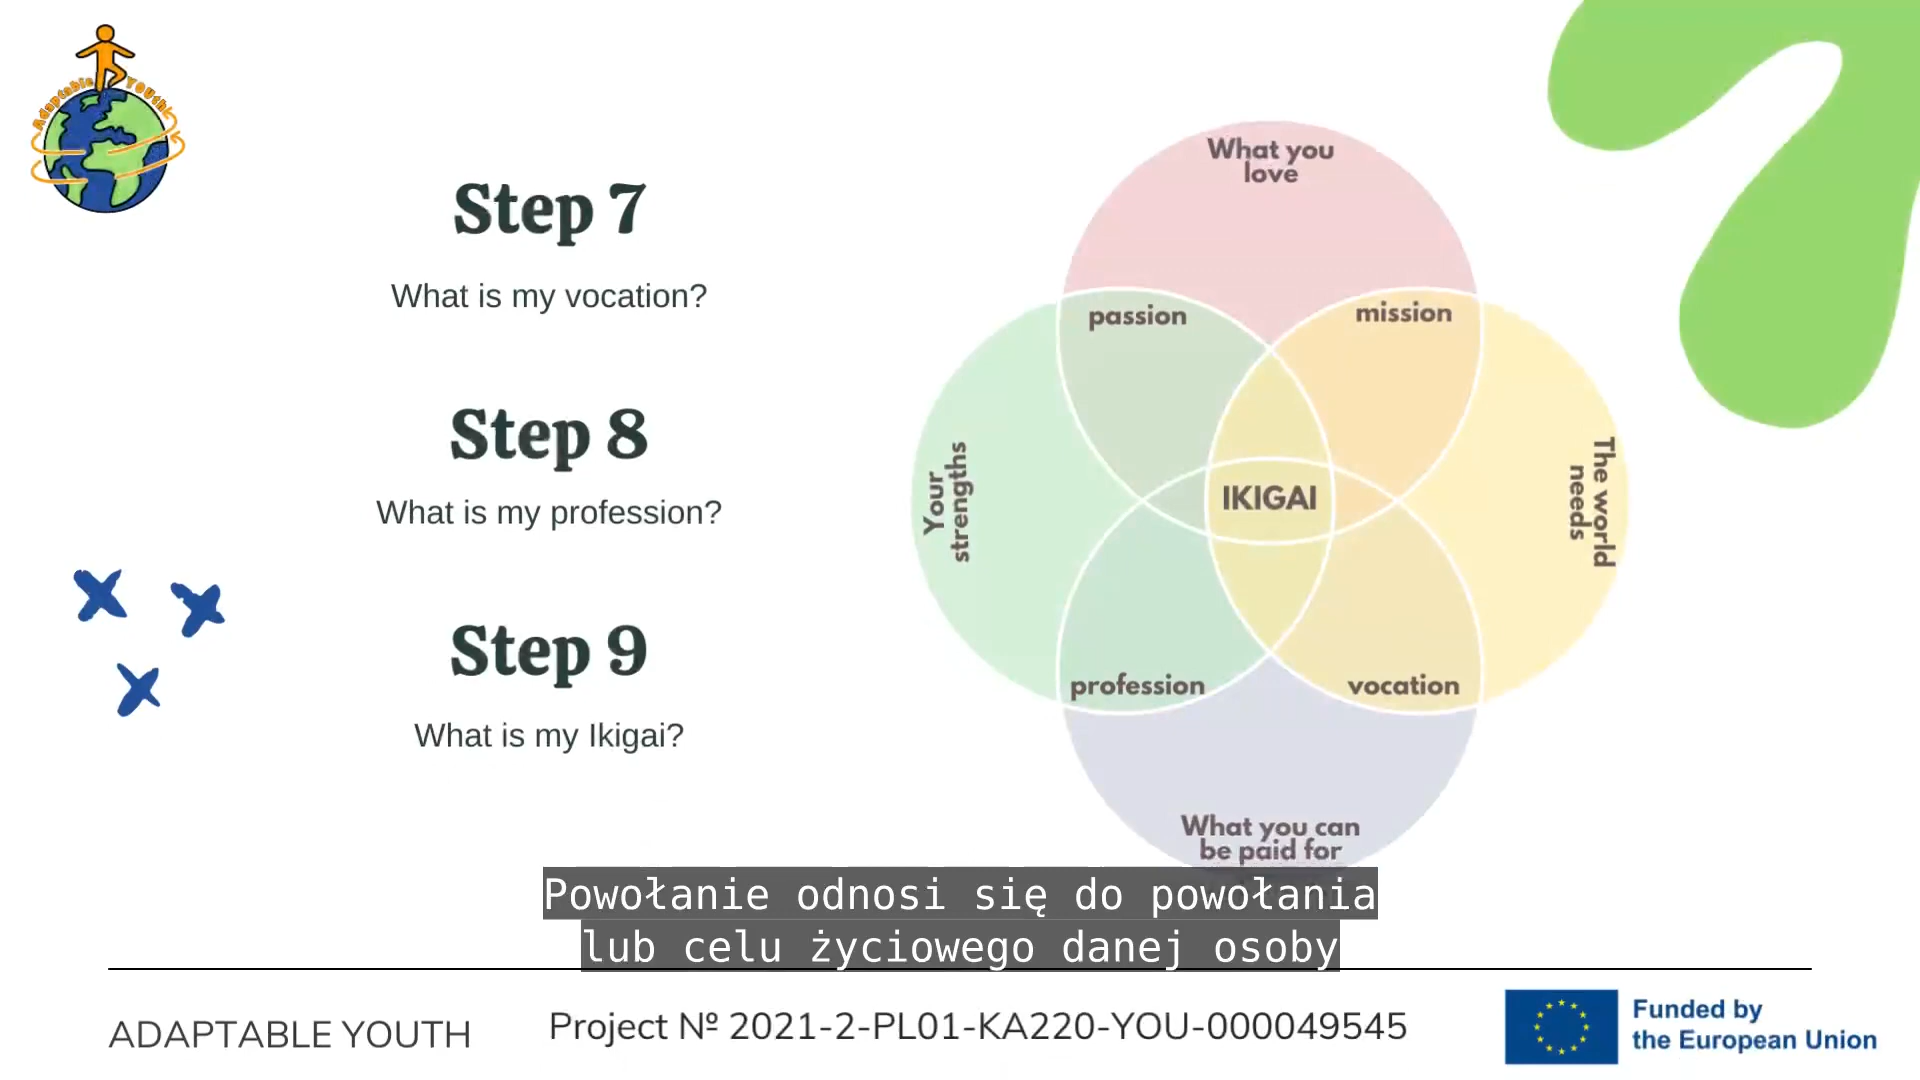 Adaptable YOUth!
Step 7
What is my vocation?
Step 8
What is my profession?
Step 9
What is my Ikigai?
What you
love
passion
mission
Your
strengths
IKIGAI
The world
needs
profession
vocation
What you can
be paid for
Powołanie odnosi się do powołania
lub celu życiowego danej osoby
ADAPTABLE YOUTH
Project № 2021-2-PL01-KA220-YOU-000049545
Funded by
the European Union